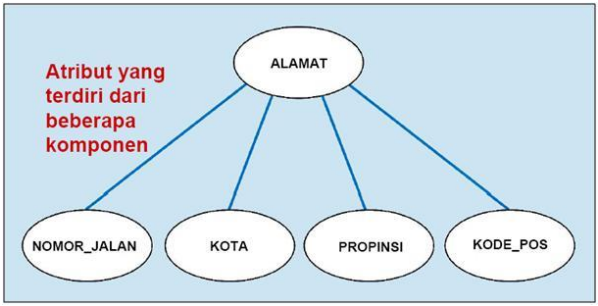 ALAMAT
Atribut yang
terdiri dari
beberapa
komponen
NOMOR_JALAN
KOTA
PROPINSI
KODE_POS